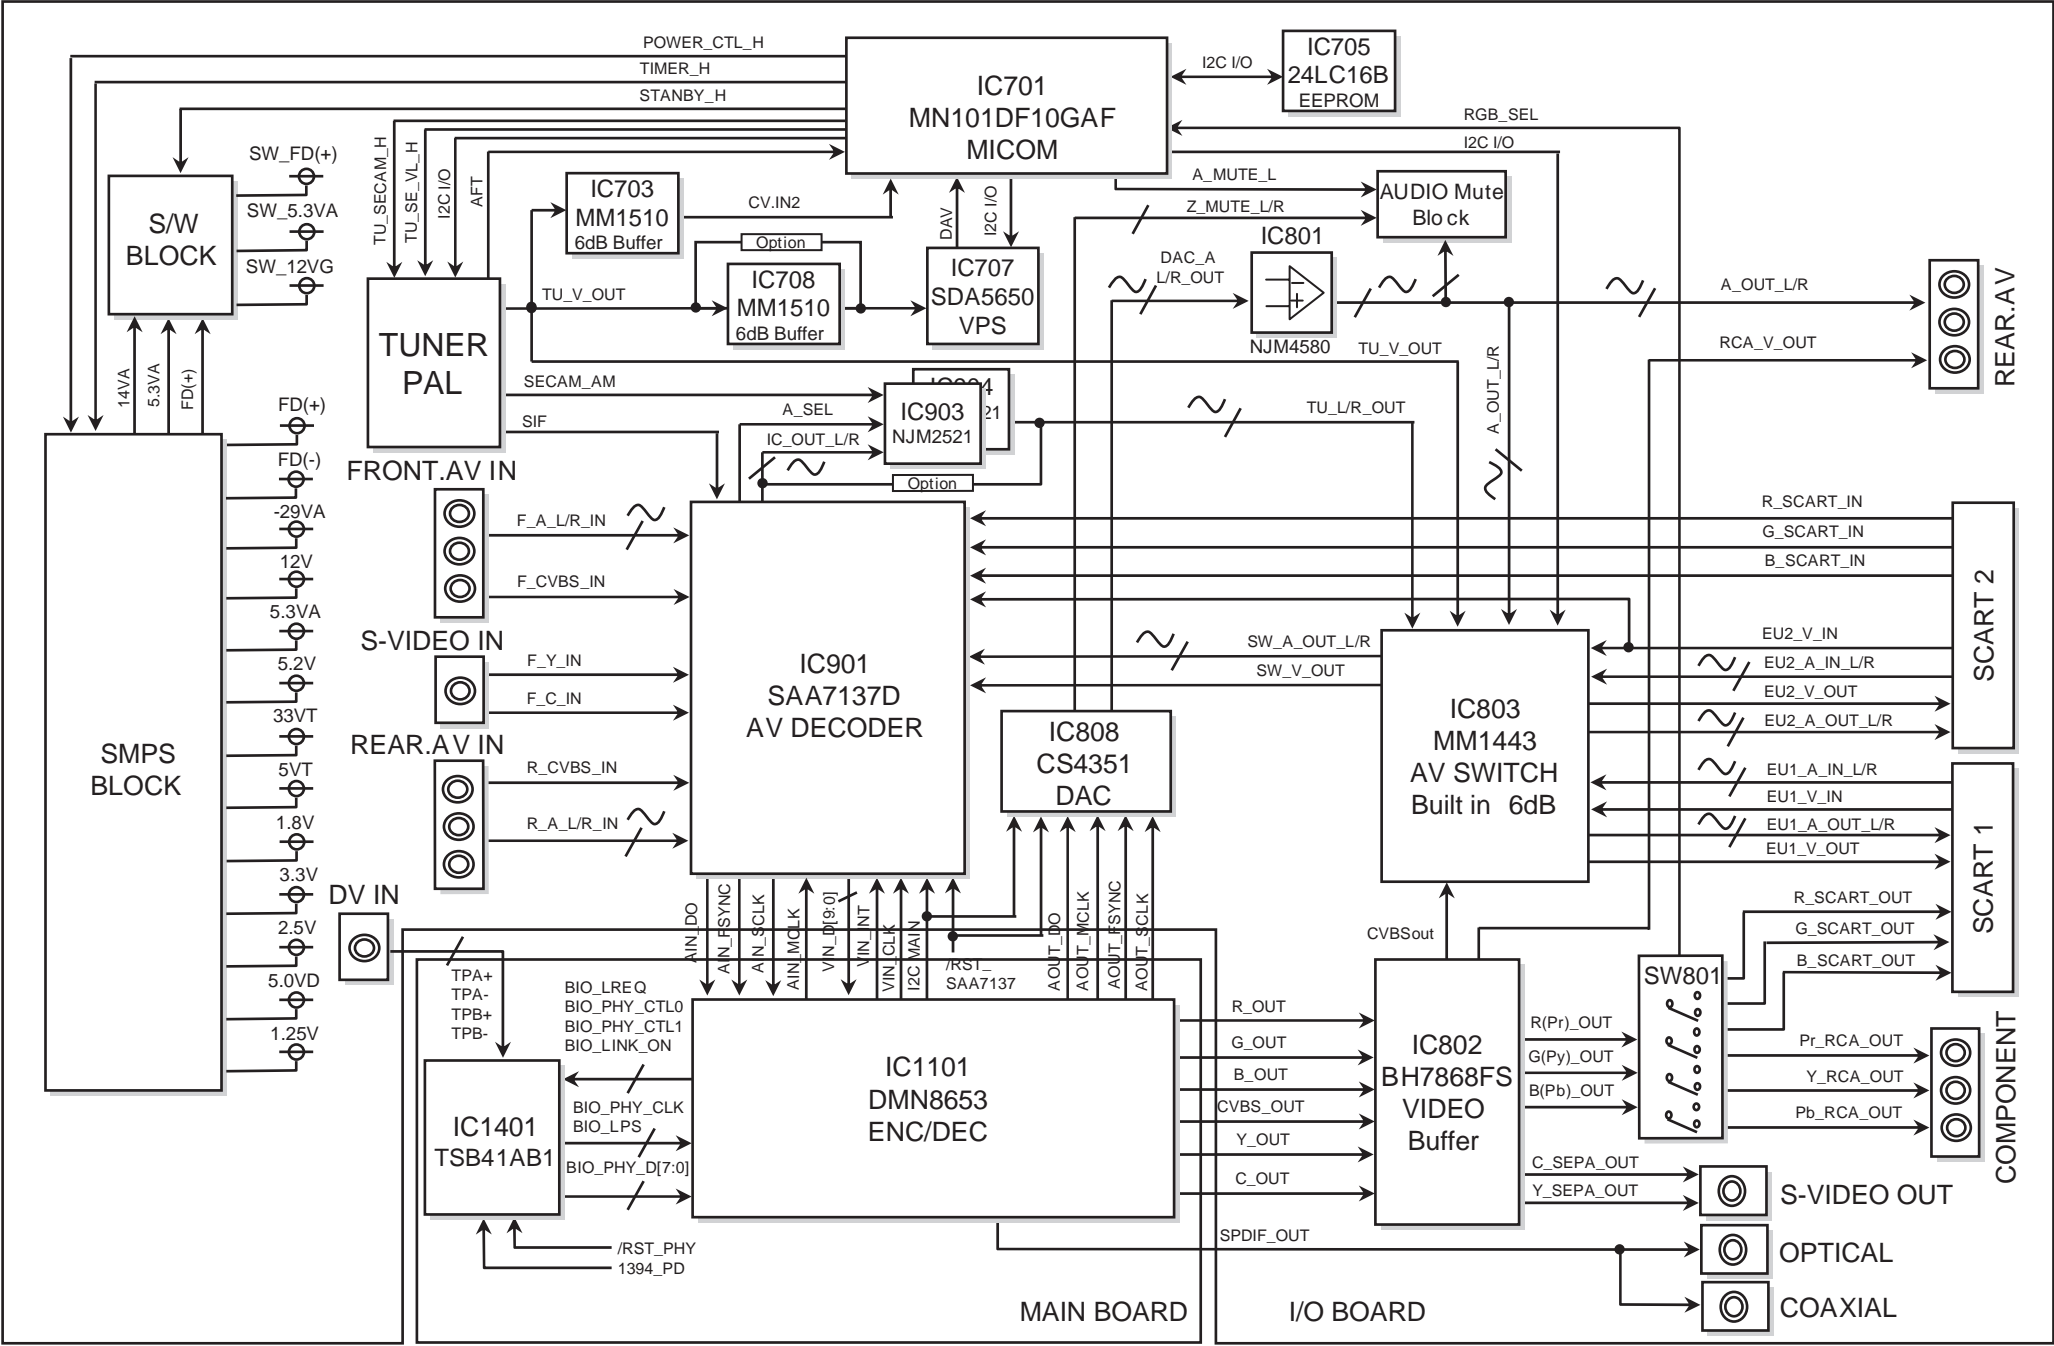 POWER_CTL_H
TIMER_H
STANBY_H
IC701
MN101DF10GAF
MICOM
I2C I/O
IC705
24LC16B
EEPROM
RGB_SEL
I2C I/O
A_MUTE_L
Z_MUTE_L/R
AUDIO Mute
Block
SW_FD(+)
SW_5.3VA
SW_12VG
S/W
BLOCK
TU_SECAM_H
TU_SE_VL_H
I2C I/O
AFT
IC703
MM1510
6dB Buffer
CV.IN2
Option
IC708
MM1510
6dB Buffer
DAV
I2C I/O
IC707
SDA5650
VPS
IC801
DAC_A
L/R_OUT
NJM4580
A_OUT_L/R
RCA_V_OUT
REAR.AV
TU_V_OUT
TU_V_OUT
TUNER
PAL
14VA
5.3VA
FD(+)
SECAM_AM
A_SEL
SIF
IC_OUT_L/R
IC903
NJM2521
21
Option
TU_L/R_OUT
A_OUT_L/R
SMPS
BLOCK
FD(+)
FD(-)
-29VA
12V
5.3VA
5.2V
33VT
5VT
1.8V
3.3V
2.5V
5.0VD
1.25V
FRONT.AV IN
F_A_L/R_IN
F_CVBS_IN
S-VIDEO IN
F_Y_IN
F_C_IN
REAR.AV IN
R_CVBS_IN
R_A_L/R_IN
IC901
SAA7137D
AV DECODER
R_SCART_IN
G_SCART_IN
B_SCART_IN
SW_A_OUT_L/R
SW_V_OUT
IC808
CS4351
DAC
IC803
MM1443
AV SWITCH
Built in 6dB
EU2_V_IN
EU2_A_IN_L/R
EU2_V_OUT
EU2_A_OUT_L/R
SCART 2
EU1_A_IN_L/R
EU1_V_IN
EU1_A_OUT_L/R
EU1_V_OUT
R_SCART_OUT
G_SCART_OUT
B_SCART_OUT
SCART 1
DV IN
TPA+
TPA-
TPB+
TPB-
AIN_DO
AIN_FSYNC
AIN_SCLK
AIN_MCLK
VIN_D[9:0]
VIN_INT
VIN_CLK
I2C MAIN
/RST_
SAA7137
AOUT_DO
AOUT_MCLK
AOUT_FSYNC
AOUT_SCLK
CVBSout
BIO_LREQ
BIO_PHY_CTL0
BIO_PHY_CTL1
BIO_LINK_ON
BIO_PHY_CLK
BIO_LPS
BIO_PHY_D[7:0]
IC1401
TSB41AB1
/RST_PHY
1394_PD
IC1101
DMN8653
ENC/DEC
R_OUT
G_OUT
B_OUT
CVBS_OUT
Y_OUT
C_OUT
SPDIF_OUT
IC802
BH7868FS
VIDEO
Buffer
R(Pr)_OUT
G(Py)_OUT
B(Pb)_OUT
SW801
Pr_RCA_OUT
Y_RCA_OUT
Pb_RCA_OUT
COMPONENT
C_SEPA_OUT
Y_SEPA_OUT
S-VIDEO OUT
OPTICAL
COAXIAL
MAIN BOARD
I/O BOARD